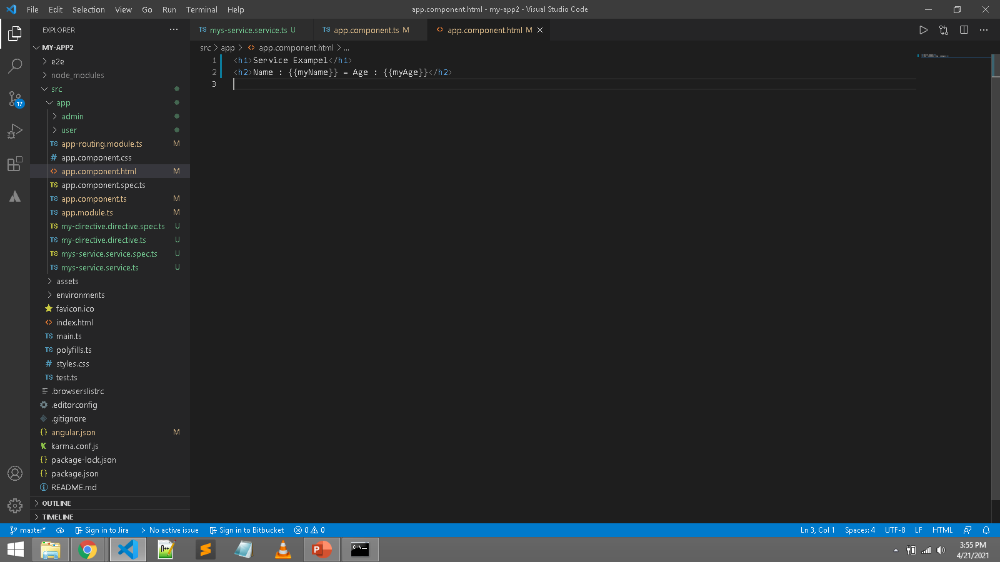 File Edit Selection View Go Run Terminal Help
app.component.html - my-app2 - Visual Studio Code
EXPLORER
TS mys-service.service.ts U
TS app.component.ts M
app.component.html M
MY-APP2
src > app > app.component.html > ...
e2e
node_modules
src
app
admin
user
TS app-routing.module.ts M
# app.component.css
app.component.html M
TS app.component.spec.ts
TS app.component.ts M
TS app.module.ts M
TS my-directive.directive.spec.ts U
TS my-directive.directive.ts U
TS mys-service.service.spec.ts U
TS mys-service.service.ts U
assets
environments
favicon.ico
index.html
TS main.ts
TS polyfills.ts
# styles.css
TS test.ts
.browserslistrc
.editorconfig
.gitignore
{} angular.json M
K karma.conf.js
{} package-lock.json
{} package.json
README.md
OUTLINE
TIMELINE
17
1 <h1>Service Exampel</h1>
2 <h2>Name : {{myName}} = Age : {{myAge}}</h2>
3
master* Sign in to Jira No active issue Sign in to Bitbucket 0 0
Ln 3, Col 1 Spaces: 4 UTF-8 LF HTML
3:55 PM
4/21/2021